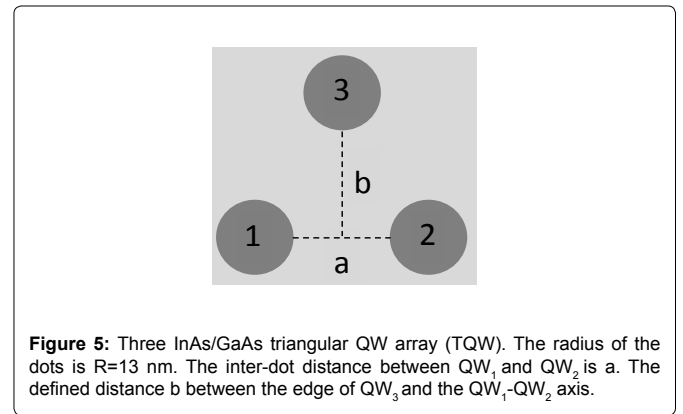 3
b
1
2
a
Figure 5: Three InAs/GaAs triangular QW array (TQW). The radius of the
dots is R=13 nm. The inter-dot distance between QW₁ and QW₂ is a. The
defined distance b between the edge of QW₃ and the QW₁-QW₂ axis.